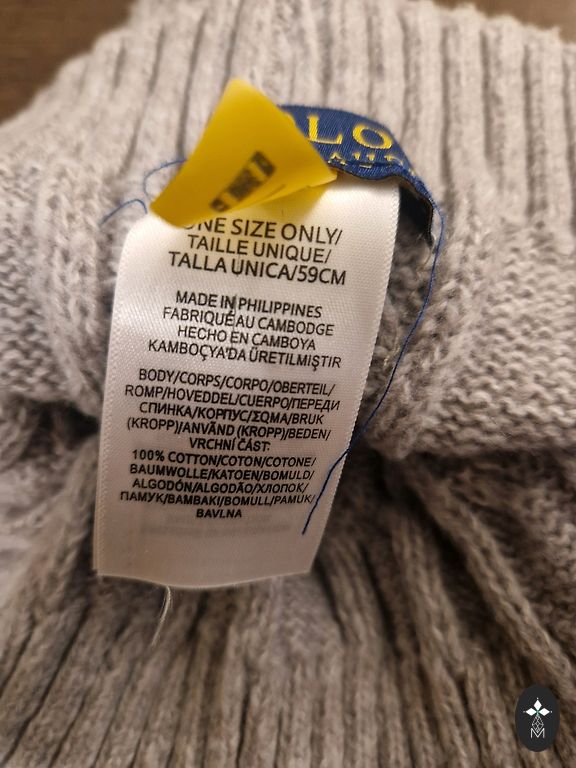 OLO
ONE SIZE ONLY/
TAILLE UNIQUE/
TALLA UNICA/59CM
MADE IN PHILIPPINES
FABRIQUÉ AU CAMBODGE
HECHO EN CAMBOYA
KAMBOÇYA'DA ÜRETILMIŞTIR
BODY/CORPS/CORPO/OBERTEIL/
ROMP/HOVEDDEL/CUERPO/ПЕРЕДИ
СПИНКА/КОРПУС/ΣΩΜΑ/BRUK
(KROPP)/ANVÄND (KROPP)/BEDEN/
VRCHNÍ ČÁST:
100% COTTON/COTON/COTONE/
BAUMWOLLE/KATOEN/BOMULD/
ALGODÓN/ALGODÃO/ХЛОПОК/
ПАМУК/BAMBAKI/BOMULL/PAMUK/
BAVLNA
M